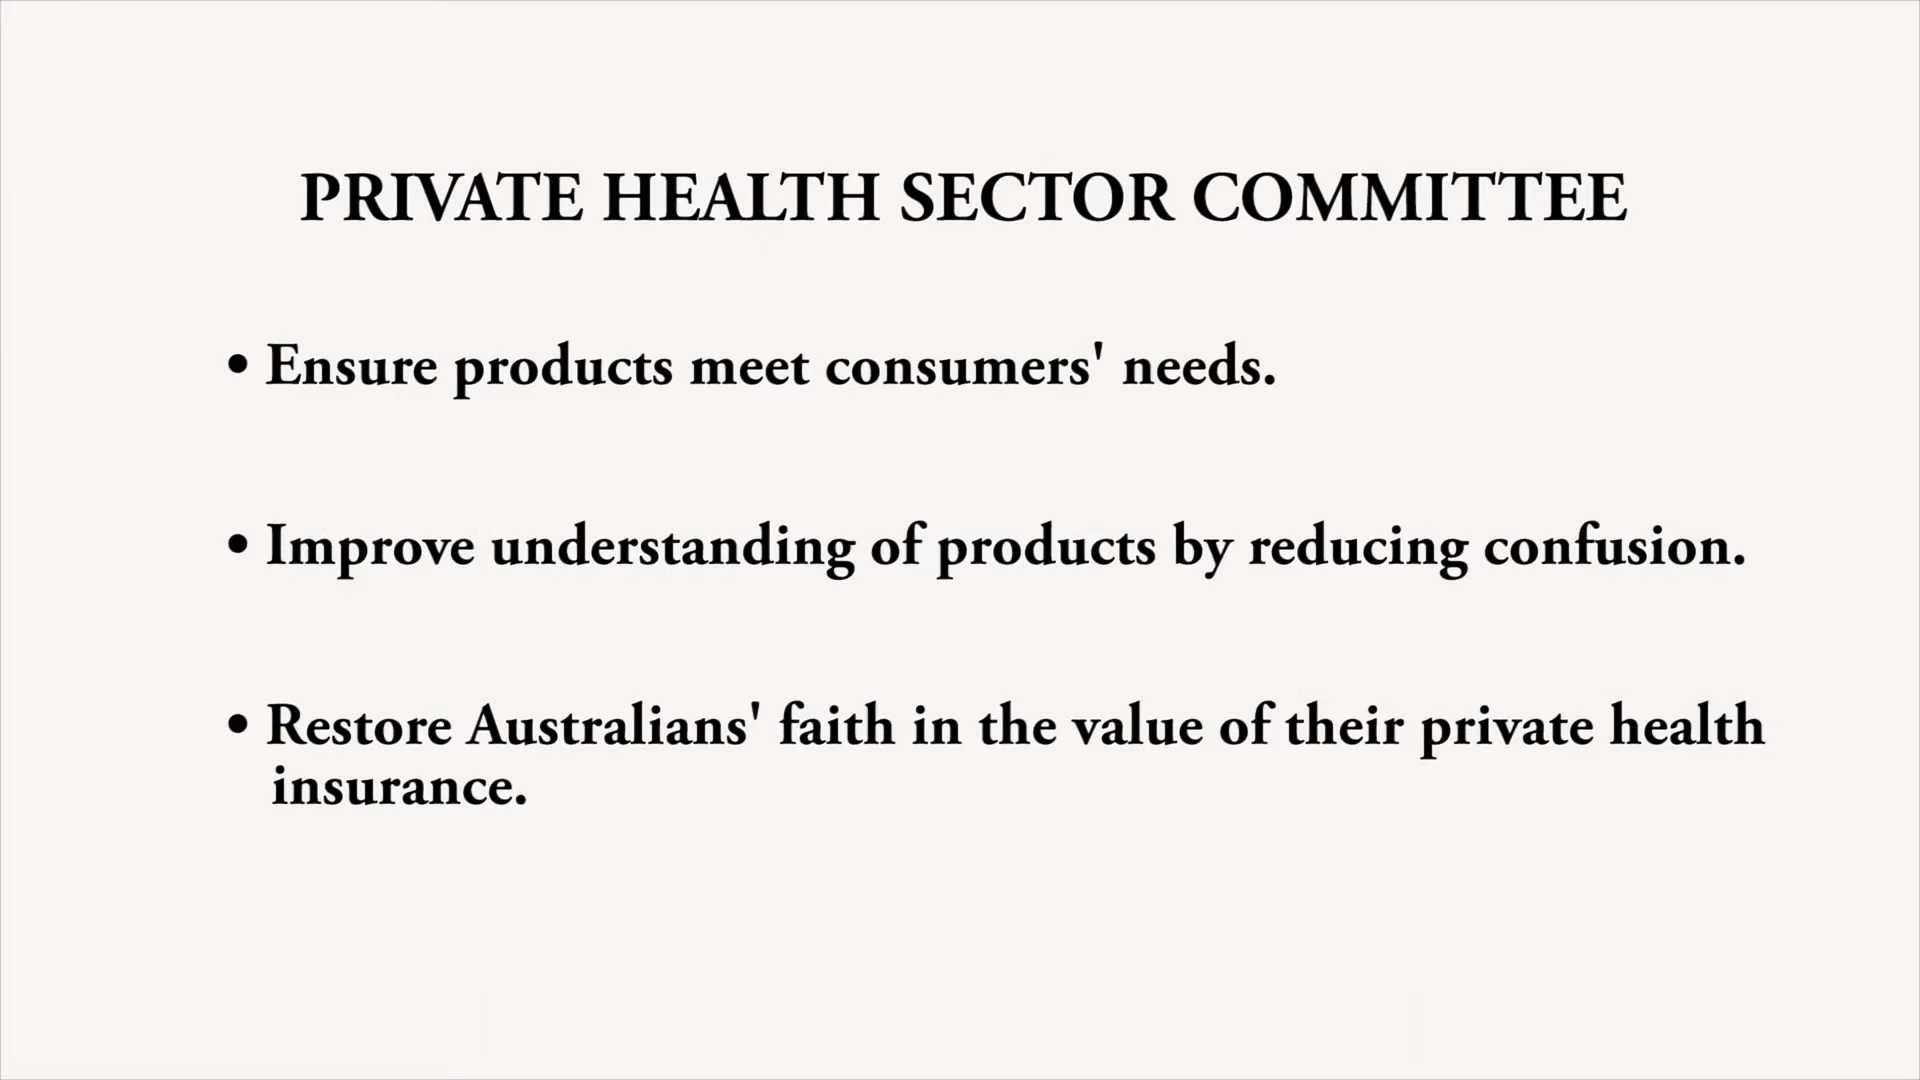 PRIVATE HEALTH SECTOR COMMITTEE
• Ensure products meet consumers' needs.
• Improve understanding of products by reducing confusion.
• Restore Australians' faith in the value of their private health
insurance.